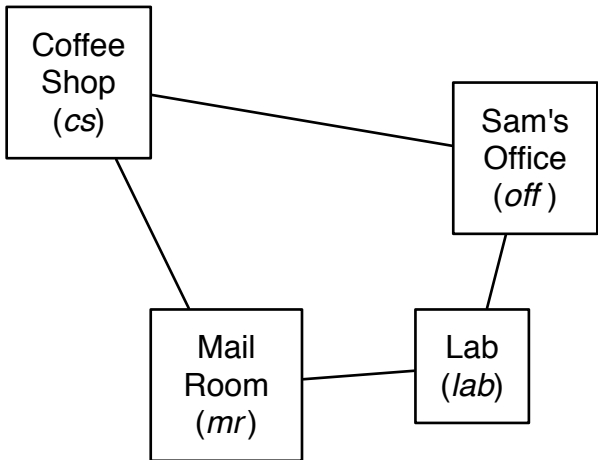 Coffee
Shop
(cs)
Sam's
Office
(off )
Mail
Room
(mr)
Lab
(lab)